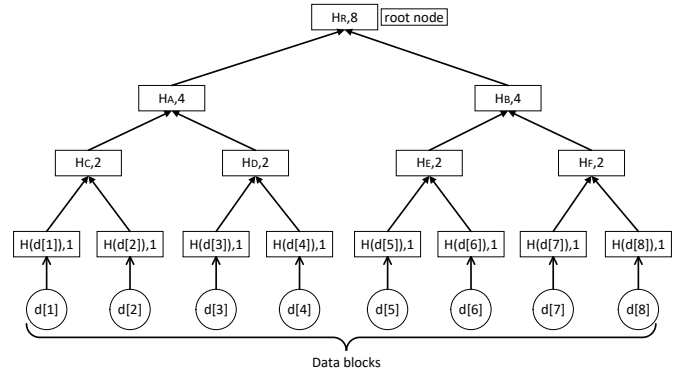 HR,8 root node
HA,4 HB,4
HC,2 HD,2 HE,2 HF,2
H(d[1]),1 H(d[2]),1 H(d[3]),1 H(d[4]),1 H(d[5]),1 H(d[6]),1 H(d[7]),1 H(d[8]),1
d[1] d[2] d[3] d[4] d[5] d[6] d[7] d[8]
Data blocks